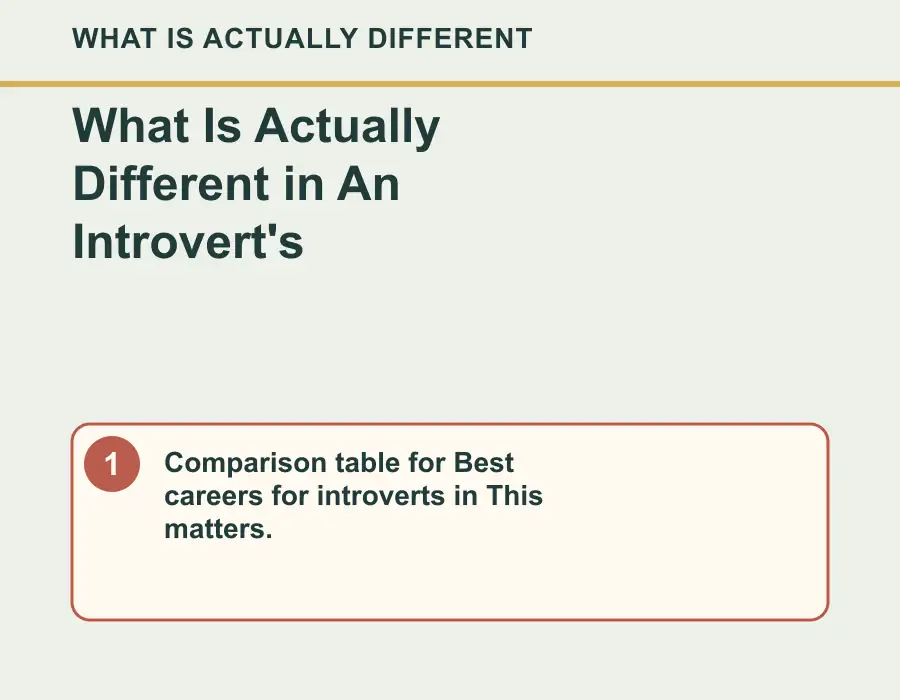 WHAT IS ACTUALLY DIFFERENT
What Is Actually
Different in An
Introvert's
1
Comparison table for Best
careers for introverts in This
matters.